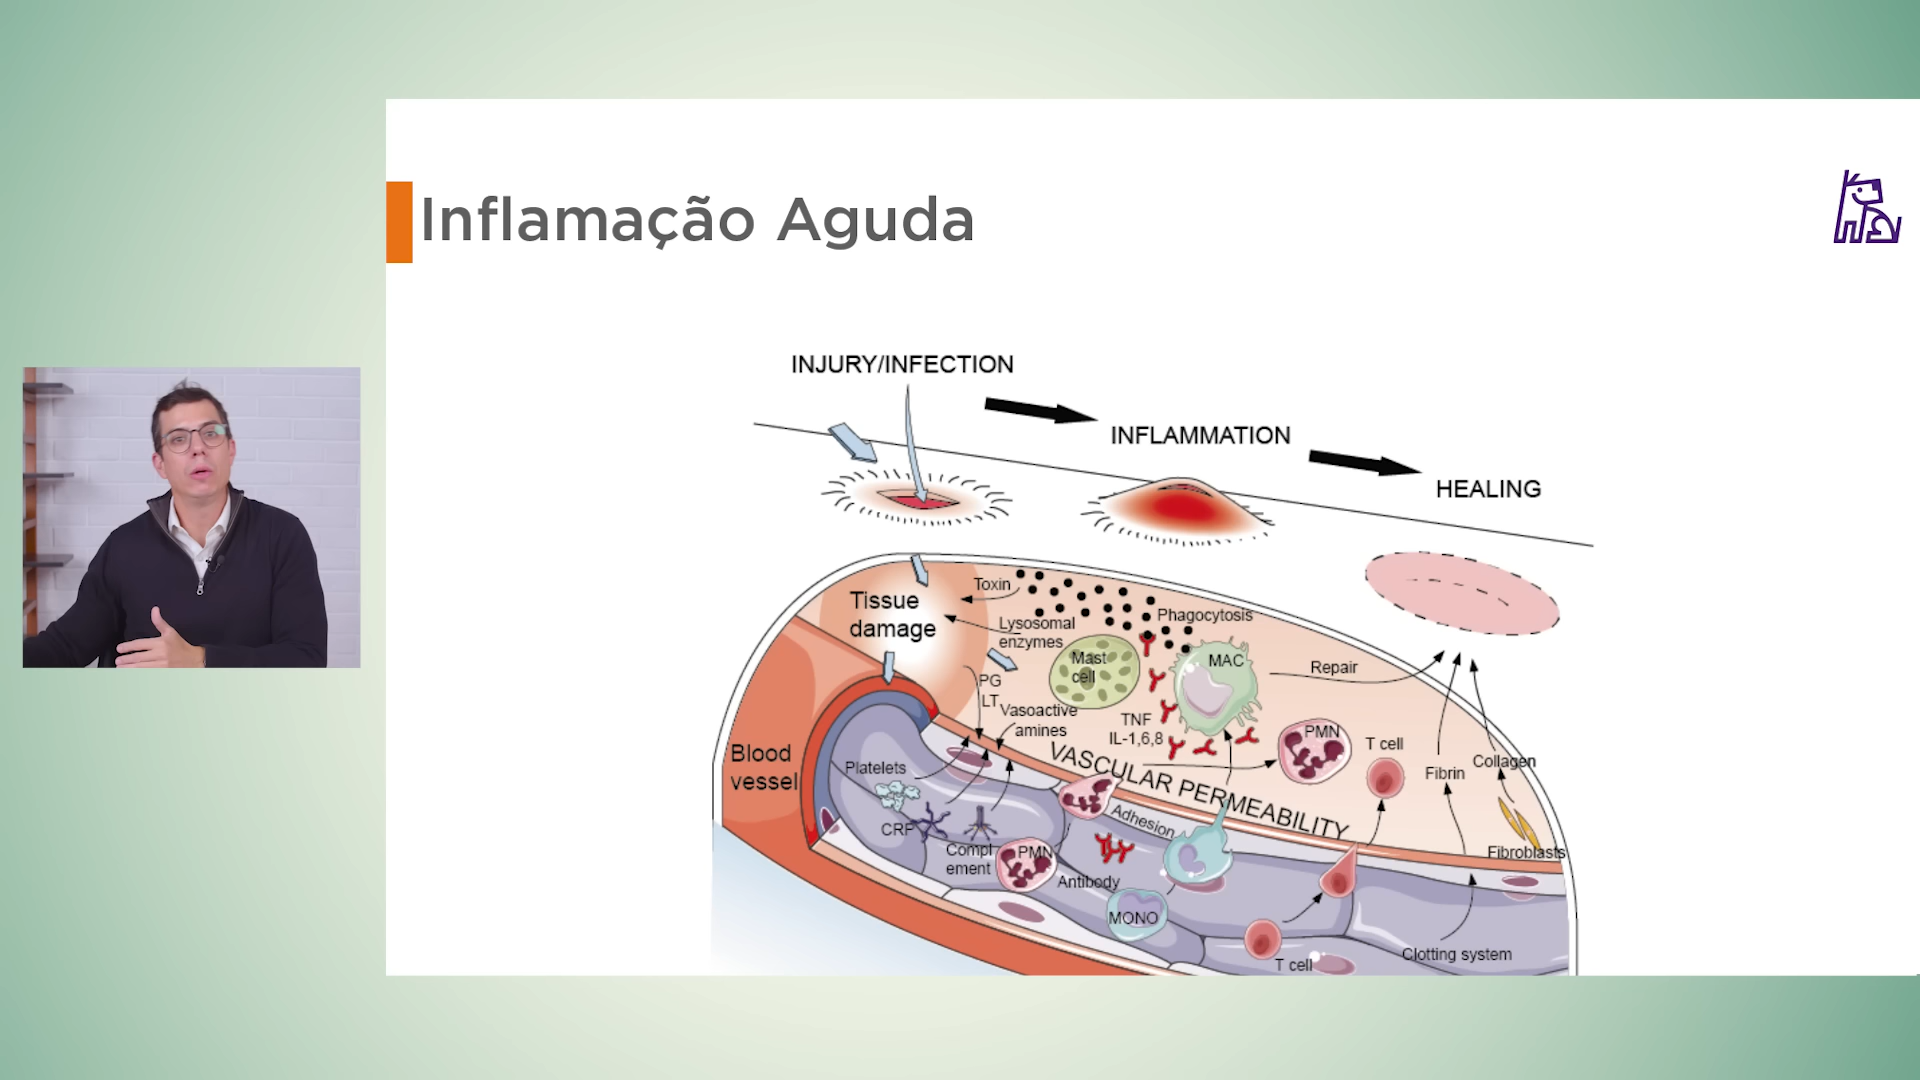 Inflamação Aguda
INJURY/INFECTION
INFLAMMATION
HEALING
Toxin
Tissue
damage
Phagocytosis
Lysosomal
enzymes
Mast
cell
MAC
Repair
PG
LT
Vasoactive
amines
TNF
IL-1,6,8
PMN
T cell
VASCULAR PERMEABILITY
Blood
vessel
Platelets
Fibrin
Collagen
CRP
Adhesion
Compl
ement
PMN
Antibody
Fibroblasts
MONO
T cell
Clotting system